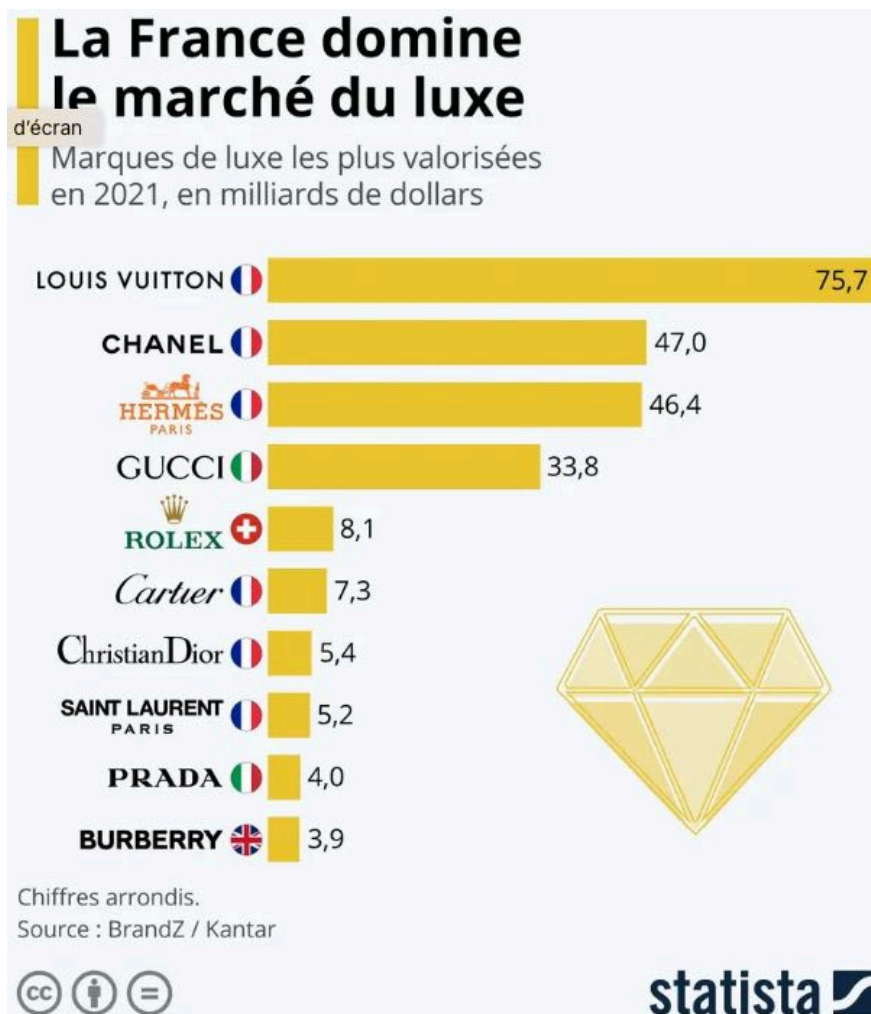 La France domine
le marché du luxe
d'écran
Marques de luxe les plus valorisées
en 2021, en milliards de dollars
LOUIS VUITTON 75,7
CHANEL 47,0
HERMÈS
PARIS
46,4
GUCCI 33,8
ROLEX 8,1
Cartier 7,3
ChristianDior 5,4
SAINT LAURENT
PARIS
5,2
PRADA 4,0
BURBERRY 3,9
Chiffres arrondis.
Source : BrandZ / Kantar
cc
statista